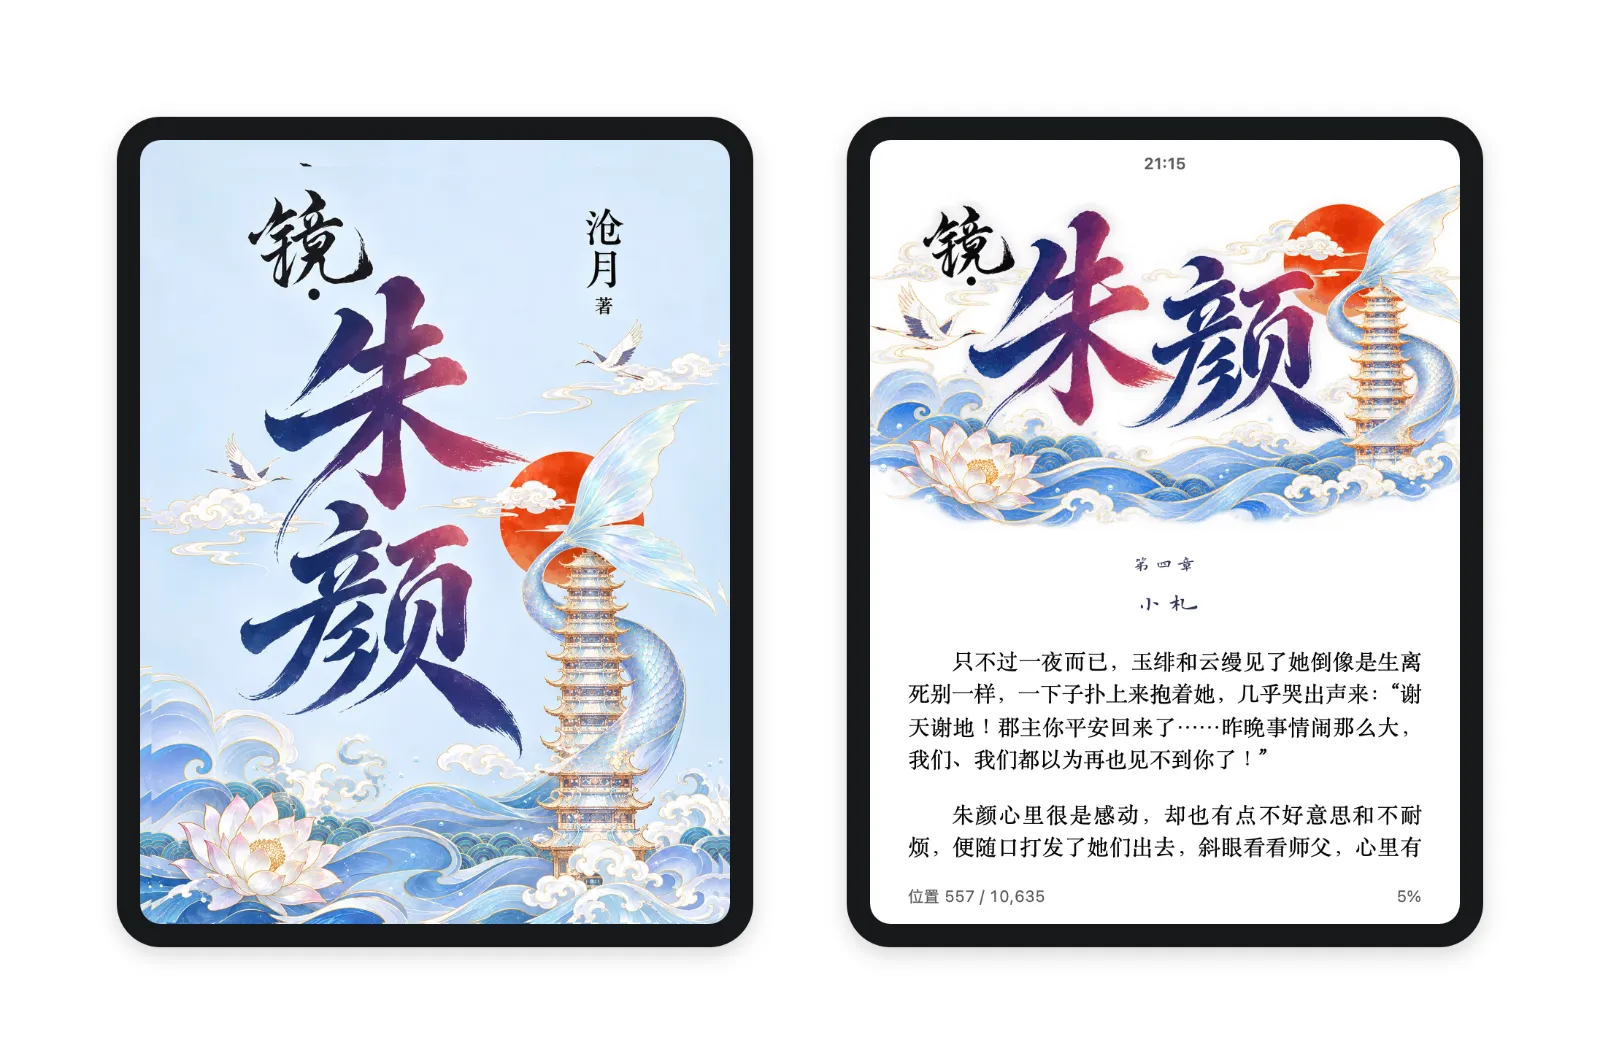 镜·
朱
颜
沧月
著
21:15
镜·
朱颜
第四章
小札
只不过一夜而已，玉绯和云缦见了她倒像是生离
死别一样，一下子扑上来抱着她，几乎哭出声来：“谢
天谢地！郡主你平安回来了……昨晚事情闹那么大，
我们、我们都以为再也见不到你了！”
朱颜心里很是感动，却也有点不好意思和不耐
烦，便随口打发了她们出去，斜眼看看师父，心里有
位置 557 / 10,635
5%